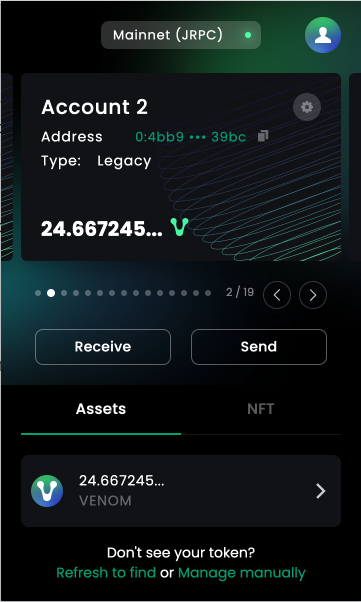 Mainnet (JRPC)
Account 2
Address 0:4bb9 ••• 39bc
Type: Legacy
24.667245...
2 / 19
Receive Send
Assets NFT
24.667245...
VENOM
Don't see your token?
Refresh to find or Manage manually